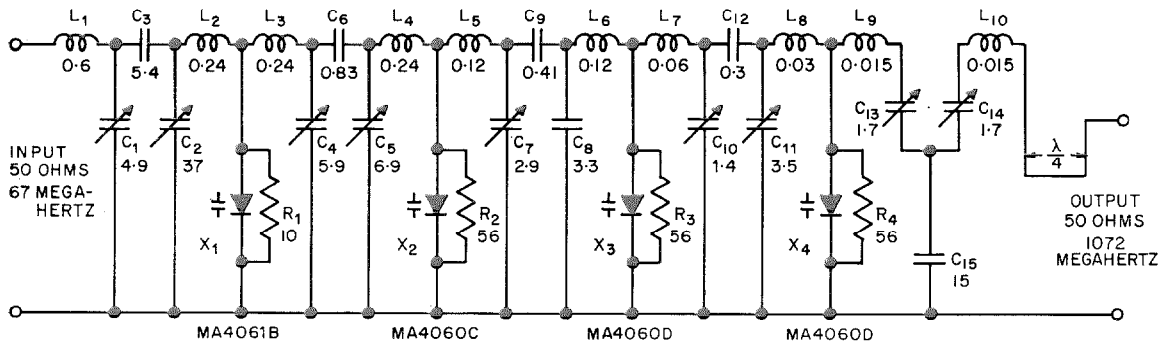 L1 C3 L2 L3 C6 L4 L5 C9 L6 L7 C12 L8 L9 L10
0.6 5.4 0.24 0.24 0.83 0.24 0.12 0.41 0.12 0.06 0.3 0.03 0.015 0.015
C1 4.9
C2 37
C4 5.9
C5 6.9
C7 2.9
C8 3.3
C10 1.4
C11 3.5
C13 1.7
C14 1.7
λ/4
INPUT
50 OHMS
67 MEGA-
HERTZ
X1 R1 10
X2 R2 56
X3 R3 56
X4 R4 56
C15 15
OUTPUT
50 OHMS
1072
MEGAHERTZ
MA4061B MA4060C MA4060D MA4060D